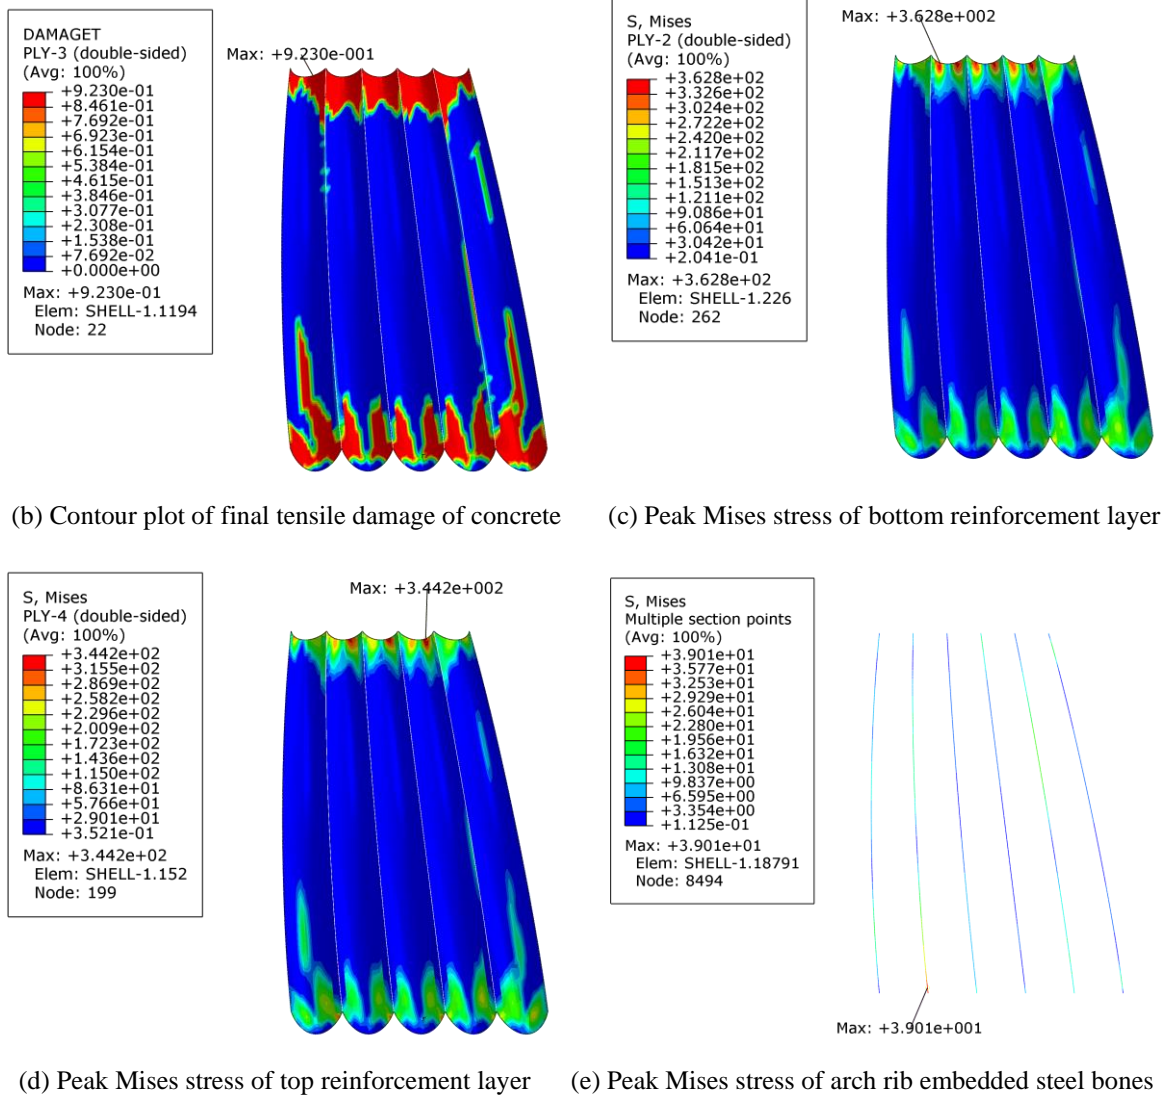 DAMAGET
PLY-3 (double-sided)
(Avg: 100%)
+9.230e-01
+8.461e-01
+7.692e-01
+6.923e-01
+6.154e-01
+5.384e-01
+4.615e-01
+3.846e-01
+3.077e-01
+2.308e-01
+1.538e-01
+7.692e-02
+0.000e+00
Max: +9.230e-01
Elem: SHELL-1.1194
Node: 22
Max: +9.230e-001
(b) Contour plot of final tensile damage of concrete
S, Mises
PLY-2 (double-sided)
(Avg: 100%)
+3.628e+02
+3.326e+02
+3.024e+02
+2.722e+02
+2.420e+02
+2.117e+02
+1.815e+02
+1.513e+02
+1.211e+02
+9.086e+01
+6.064e+01
+3.042e+01
+2.041e-01
Max: +3.628e+02
Elem: SHELL-1.226
Node: 262
Max: +3.628e+002
(c) Peak Mises stress of bottom reinforcement layer
S, Mises
PLY-4 (double-sided)
(Avg: 100%)
+3.442e+02
+3.155e+02
+2.869e+02
+2.582e+02
+2.296e+02
+2.009e+02
+1.723e+02
+1.436e+02
+1.150e+02
+8.631e+01
+5.766e+01
+2.901e+01
+3.521e-01
Max: +3.442e+02
Elem: SHELL-1.152
Node: 199
Max: +3.442e+002
(d) Peak Mises stress of top reinforcement layer
S, Mises
Multiple section points
(Avg: 100%)
+3.901e+01
+3.577e+01
+3.253e+01
+2.929e+01
+2.604e+01
+2.280e+01
+1.956e+01
+1.632e+01
+1.308e+01
+9.837e+00
+6.595e+00
+3.354e+00
+1.125e-01
Max: +3.901e+01
Elem: SHELL-1.18791
Node: 8494
Max: +3.901e+001
(e) Peak Mises stress of arch rib embedded steel bones